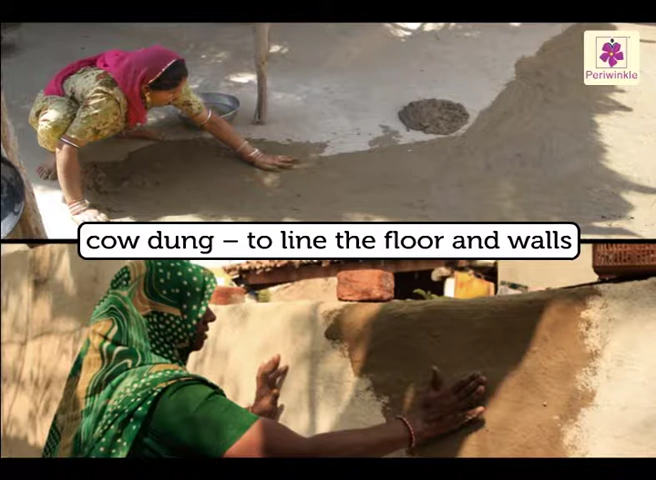 Periwinkle
cow dung – to line the floor and walls